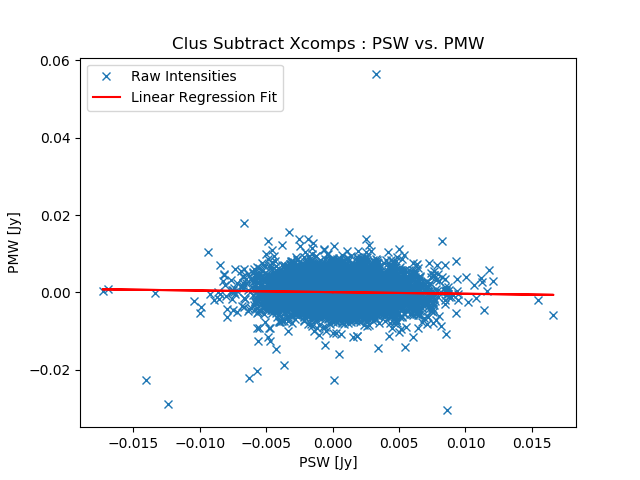 Clus Subtract Xcomps : PSW vs. PMW
Raw Intensities
Linear Regression Fit
0.06
0.04
0.02
0.00
−0.02
PMW [Jy]
−0.015
−0.010
−0.005
0.000
0.005
0.010
0.015
PSW [Jy]